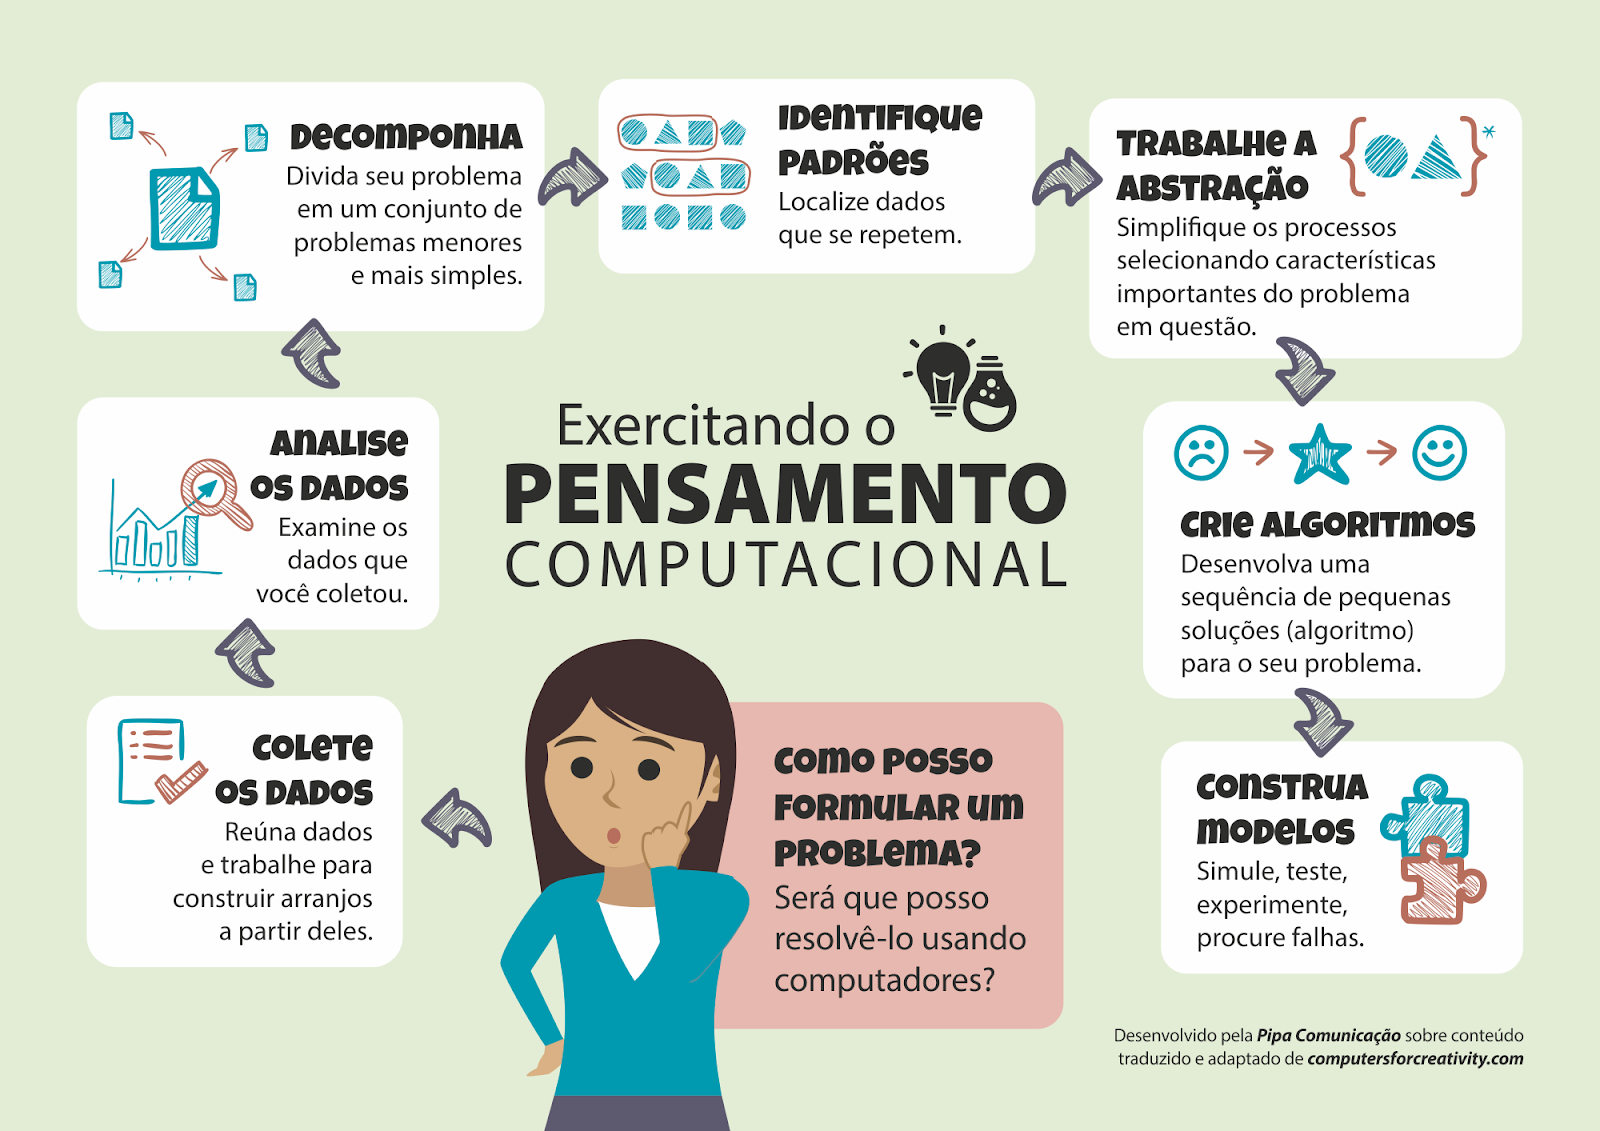 Exercitando o
PENSAMENTO
COMPUTACIONAL
Como posso
formular um
problema?
Será que posso
resolvê-lo usando
computadores?
Colete
os dados
Reúna dados
e trabalhe para
construir arranjos
a partir deles.
Analise
os dados
Examine os
dados que
você coletou.
Decomponha
Divida seu problema
em um conjunto de
problemas menores
e mais simples.
Identifique
padrões
Localize dados
que se repetem.
Trabalhe a
abstração
Simplifique os processos
selecionando características
importantes do problema
em questão.
Crie algoritmos
Desenvolva uma
sequência de pequenas
soluções (algoritmo)
para o seu problema.
Construa
modelos
Simule, teste,
experimente,
procure falhas.
Desenvolvido pela Pipa Comunicação sobre conteúdo
traduzido e adaptado de computersforcreativity.com